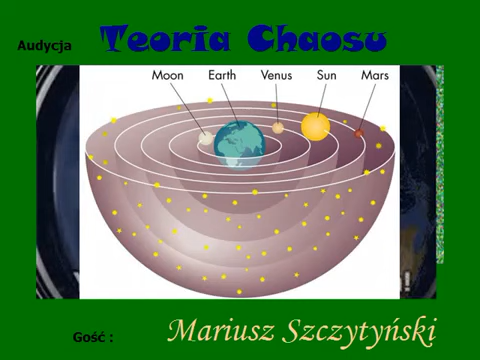 Audycja Teoria Chaosu
Moon Earth Venus Sun Mars
!
Gość : Mariusz Szczytyński